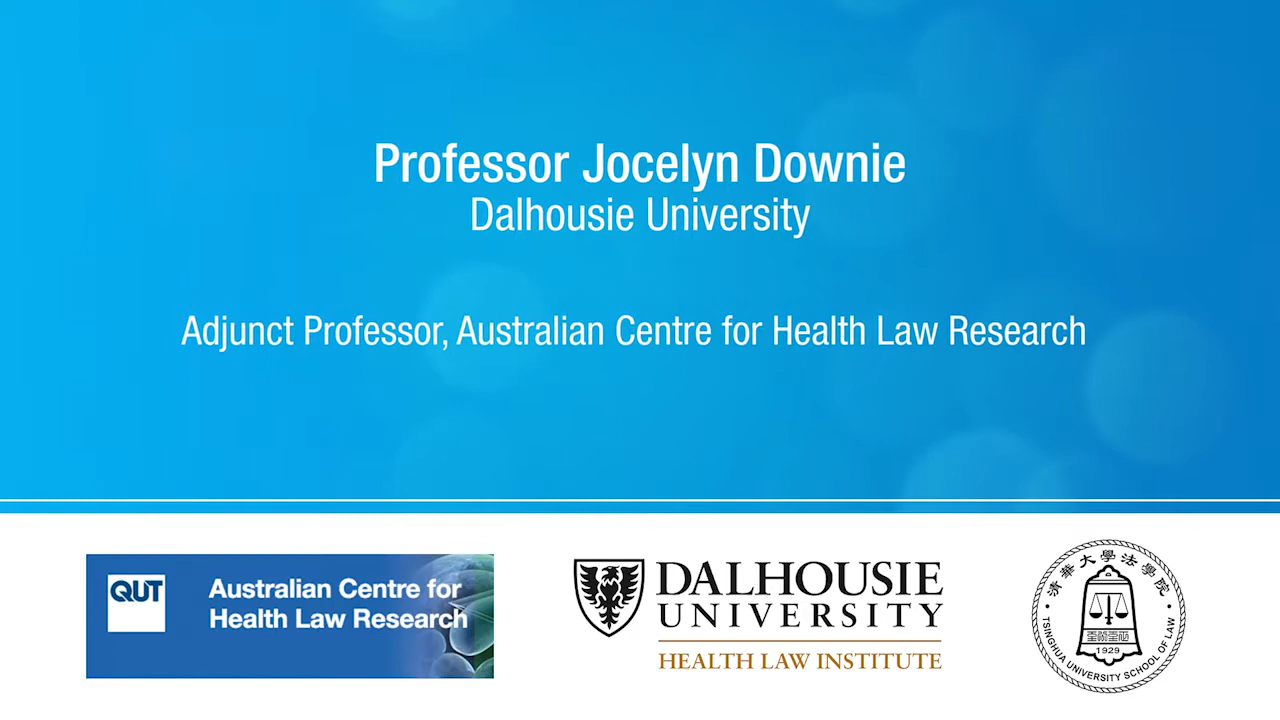 Professor Jocelyn Downie
Dalhousie University
Adjunct Professor, Australian Centre for Health Law Research
QUT
Australian Centre for
Health Law Research
DALHOUSIE
UNIVERSITY
HEALTH LAW INSTITUTE
清華大學法學院
1929
TSINGHUA UNIVERSITY SCHOOL OF LAW